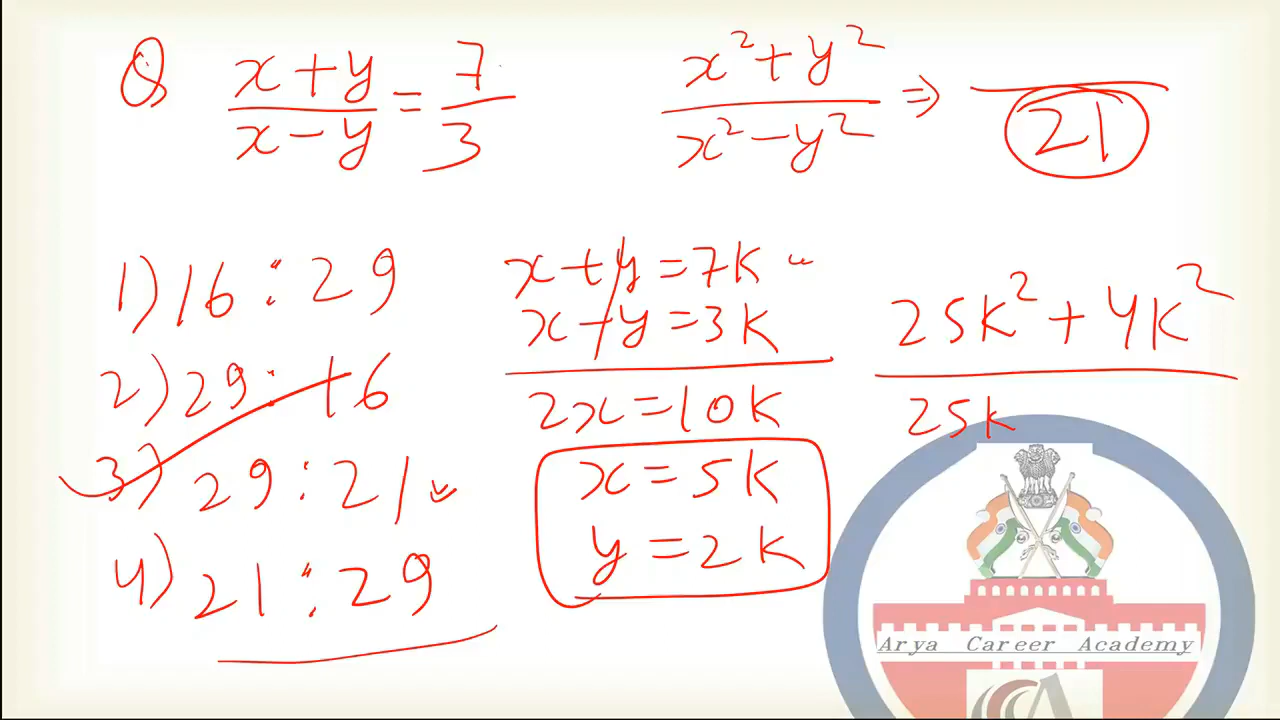 Q x+y/x-y = 7/3 x²+y²/x²-y² ⇒ /21
1) 16 : 29
2) 29 : 16
3) 29 : 21
4) 21 : 29
x+y=7K
x-y=3K
2x=10K
x=5K
y=2K
25K²+4K²
25K
Arya Career Academy